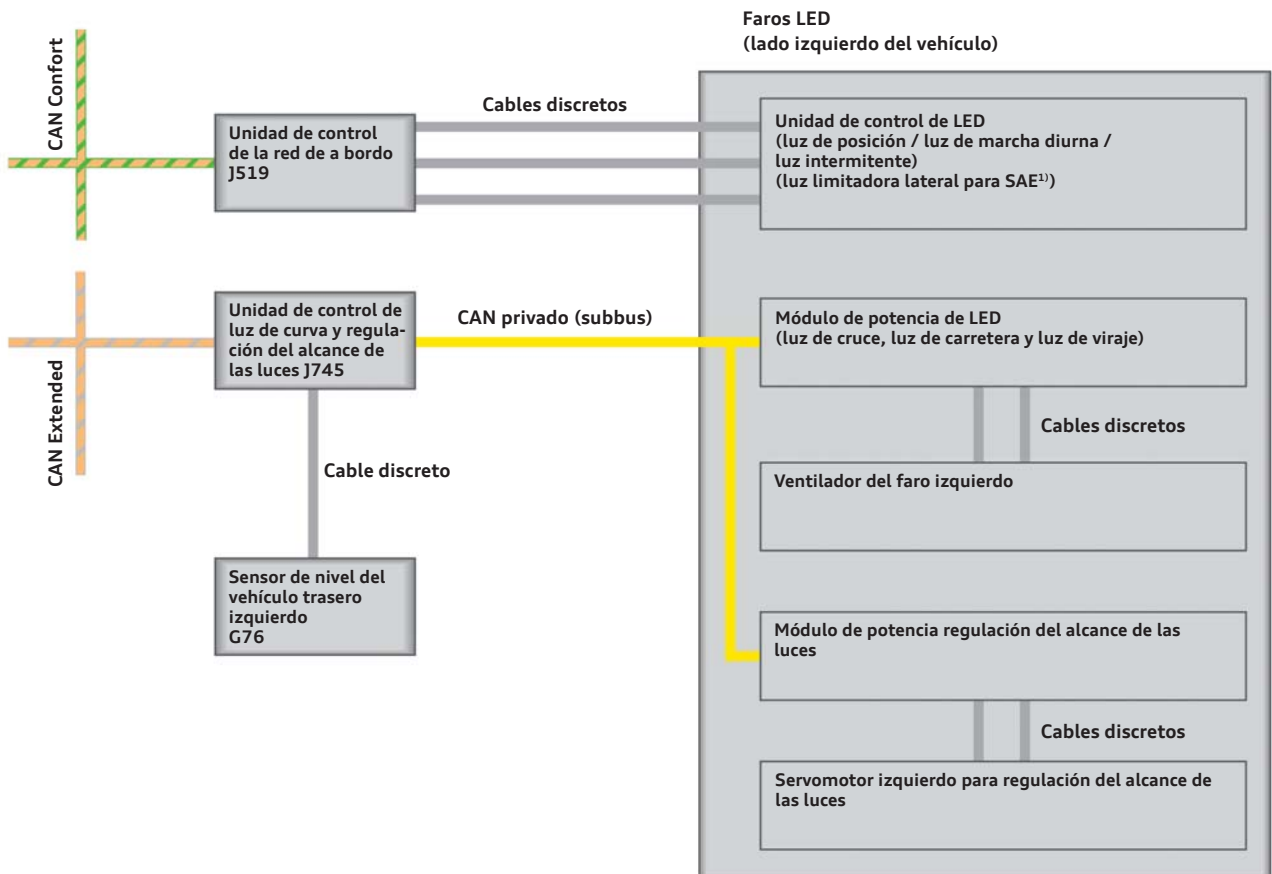 Faros LED
(lado izquierdo del vehículo)
CAN Confort
Unidad de control
de la red de a bordo
J519
Cables discretos
Unidad de control de LED
(luz de posición / luz de marcha diurna /
luz intermitente)
(luz limitadora lateral para SAE¹⁾)
CAN Extended
Unidad de control de
luz de curva y regula-
ción del alcance de
las luces J745
CAN privado (subbus)
Módulo de potencia de LED
(luz de cruce, luz de carretera y luz de viraje)
Cables discretos
Cable discreto
Ventilador del faro izquierdo
Sensor de nivel del
vehículo trasero
izquierdo
G76
Módulo de potencia regulación del alcance de las
luces
Cables discretos
Servomotor izquierdo para regulación del alcance de
las luces